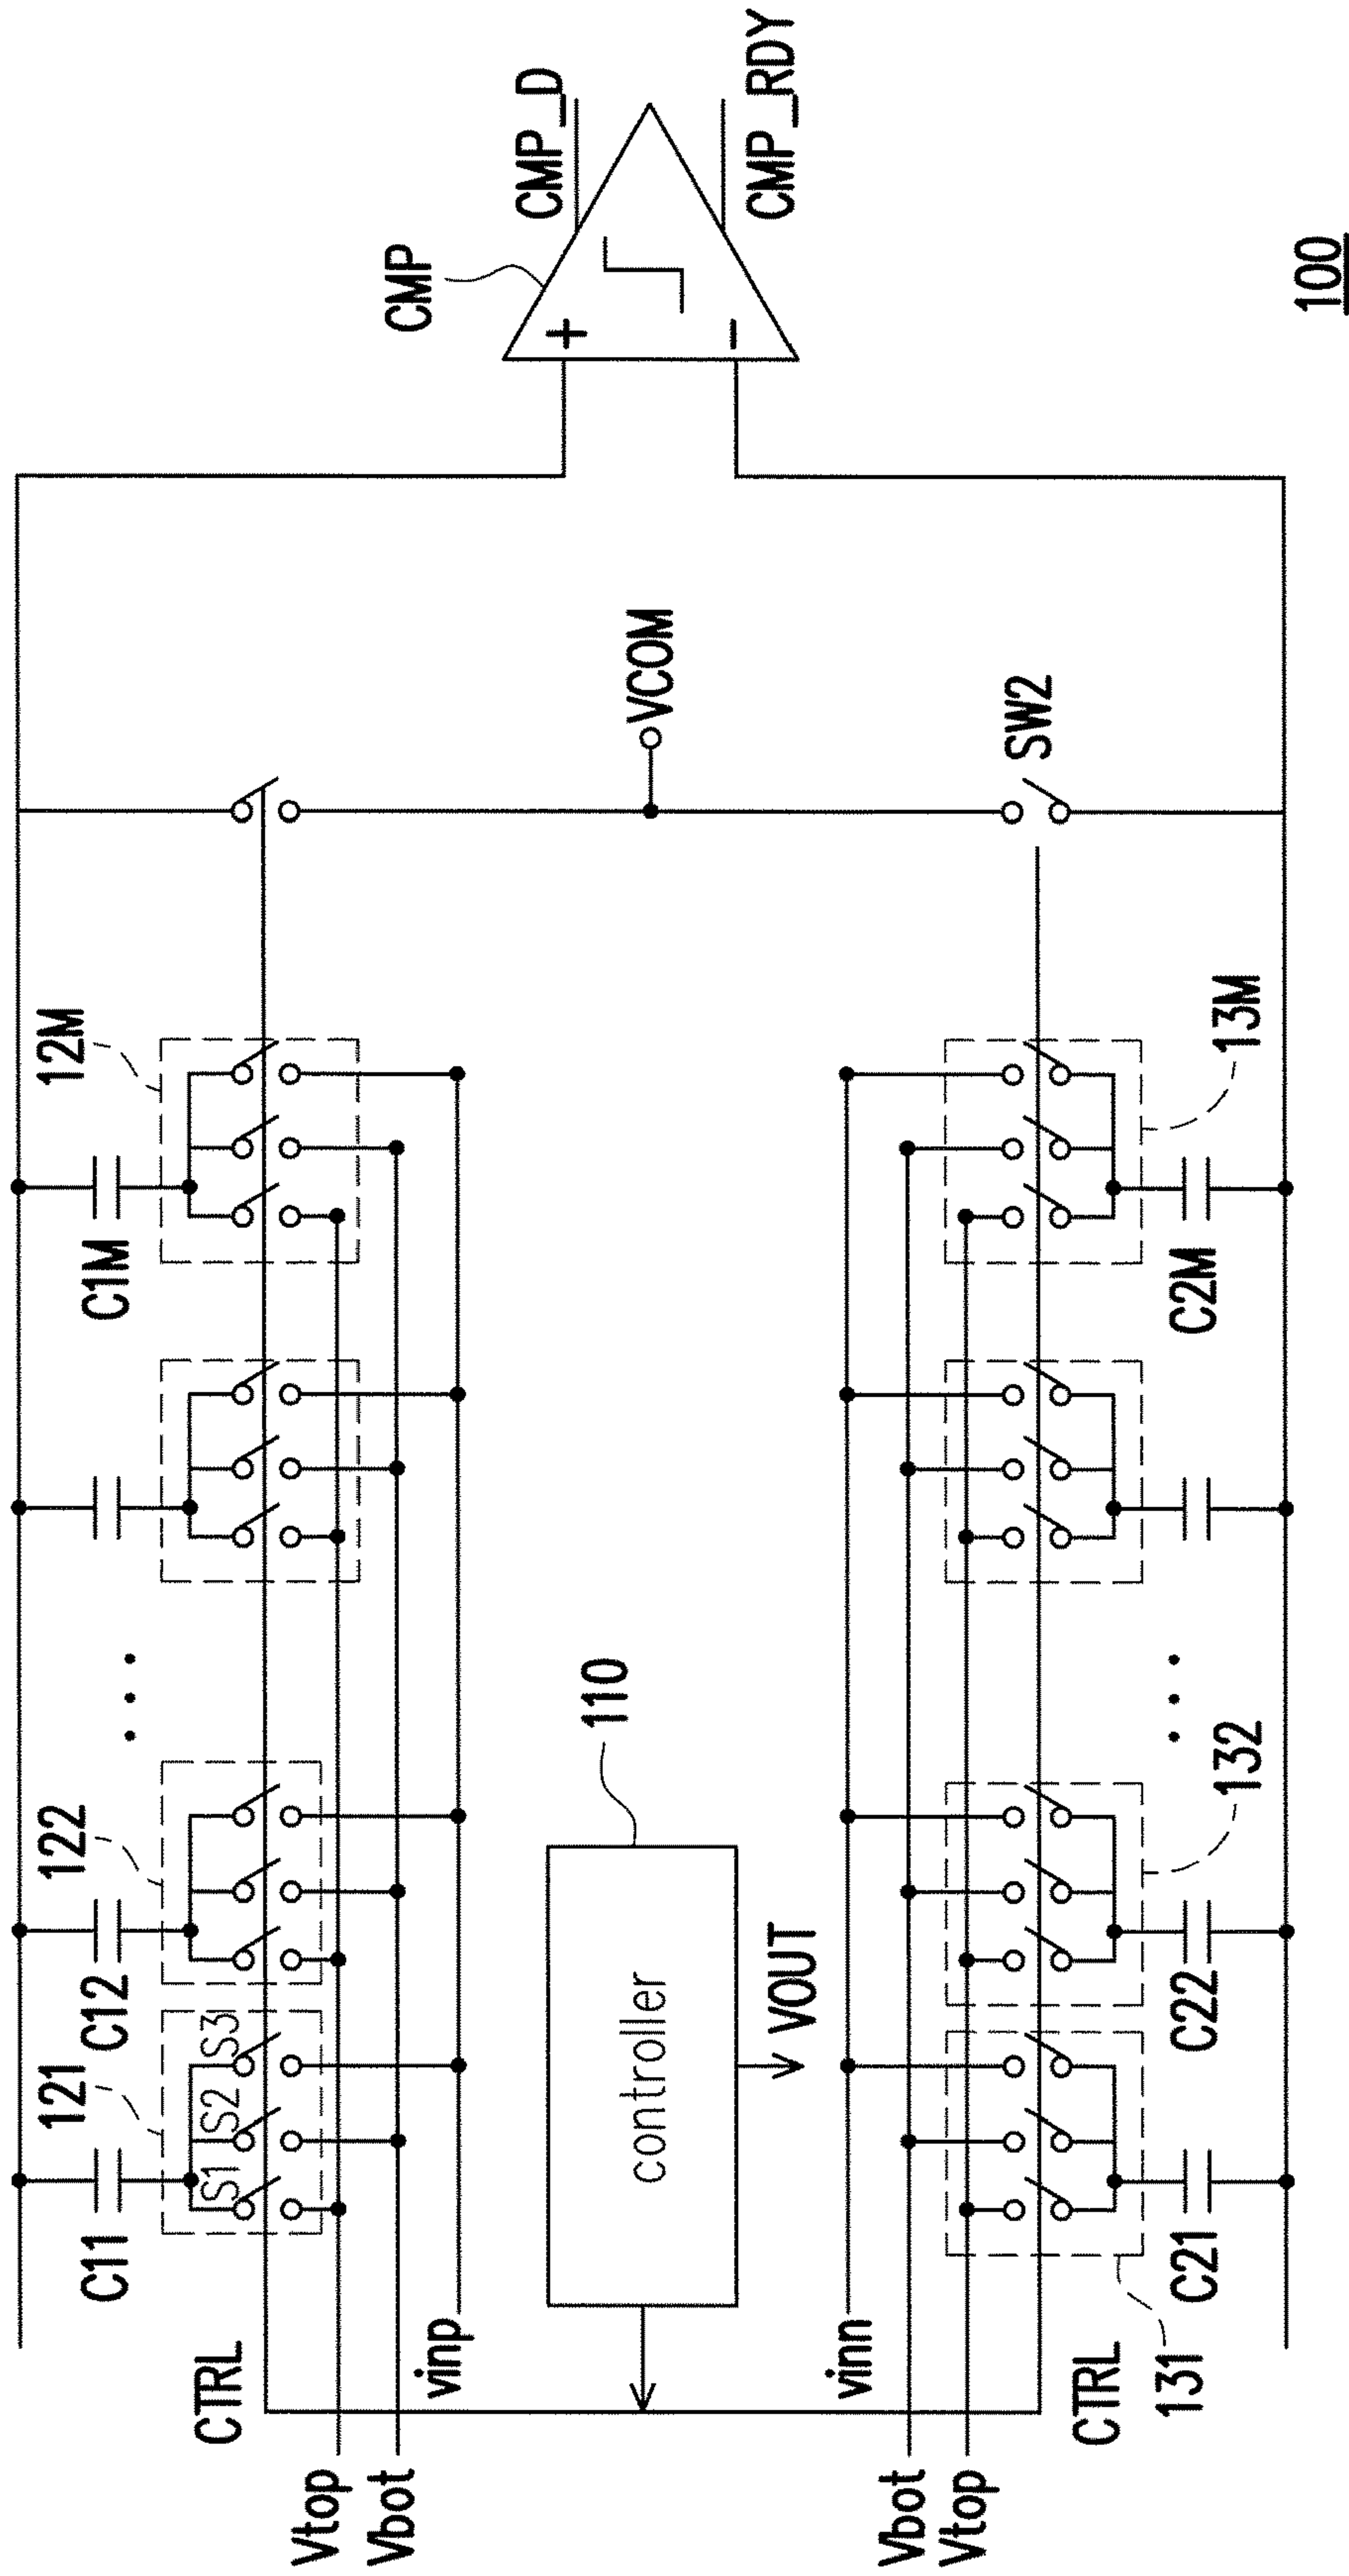 12M
C1M
122
C12
121
C11
S1 S2 S3
CTRL
Vtop
Vbot
vinp
CMP
CMP_D
CMP_RDY
+
-
VCOM
SW2
110
controller
VOUT
vinn
Vbot
Vtop
CTRL
131
C21
132
C22
13M
C2M
...
...
100